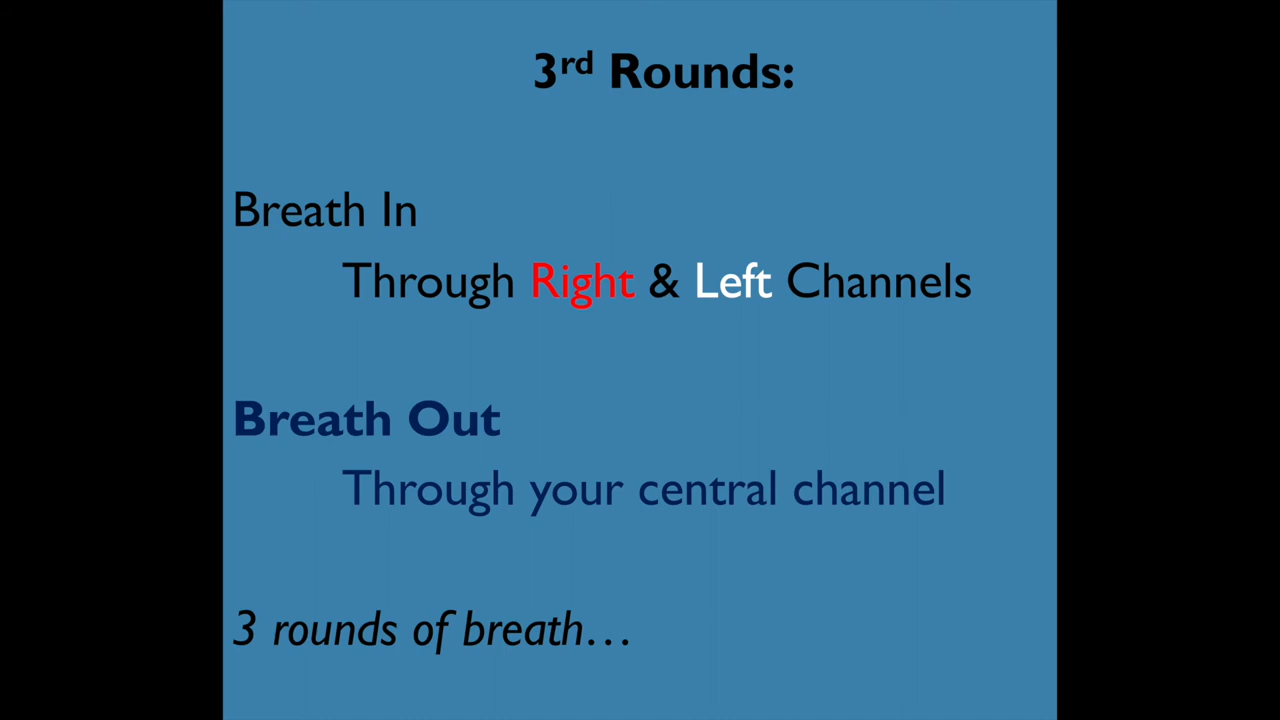 3rd Rounds:
Breath In
Through Right & Left Channels
Breath Out
Through your central channel
3 rounds of breath…